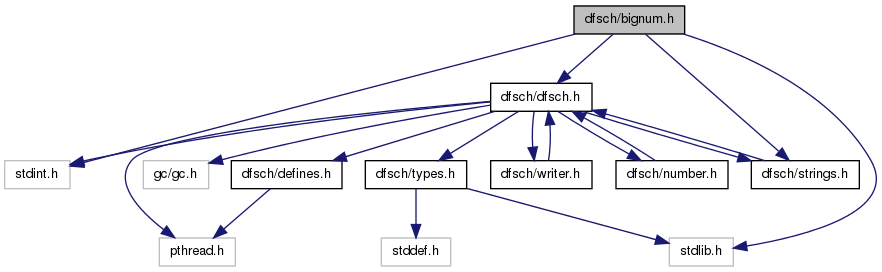 dfsch/bignum.h
dfsch/dfsch.h
stdint.h
gc/gc.h
dfsch/defines.h
dfsch/types.h
dfsch/writer.h
dfsch/number.h
dfsch/strings.h
pthread.h
stddef.h
stdlib.h